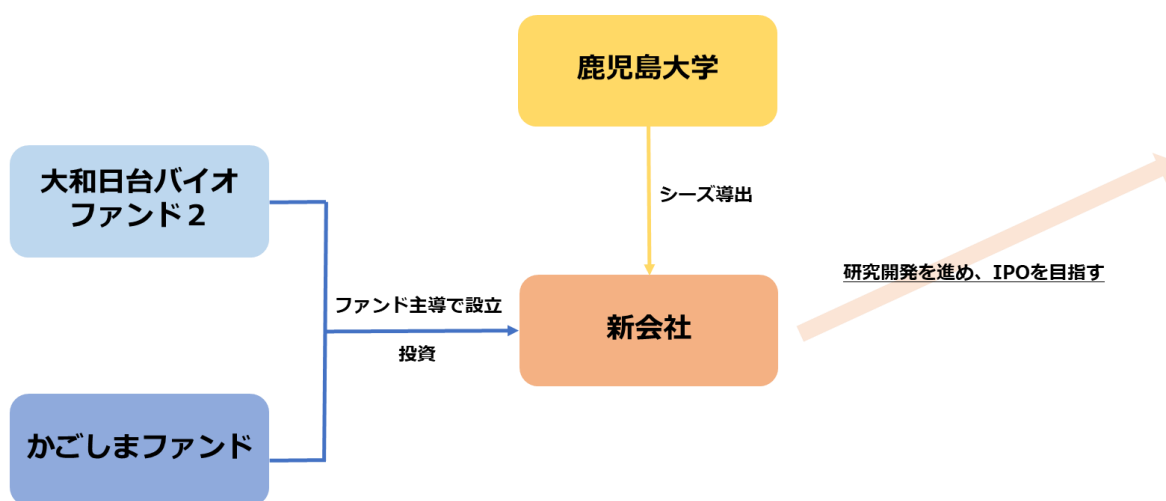 鹿児島大学
大和日台バイオ
ファンド２
シーズ導出
研究開発を進め、IPOを目指す
ファンド主導で設立
新会社
投資
かごしまファンド